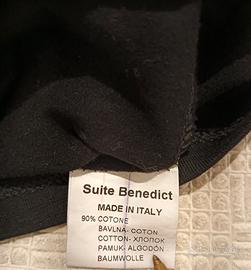 Suite Benedict
MADE IN ITALY
90% COTONE
BAVLNA- COTON
COTTON- ХЛОПОК
PAMUK- ALGODÓN
BAUMWOLLE